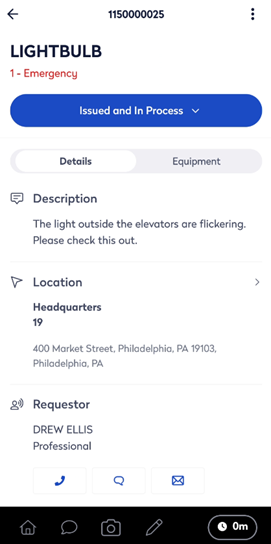 1150000025
LIGHTBULB
1 - Emergency
Issued and In Process
Details
Equipment
Description
The light outside the elevators are flickering.
Please check this out.
Location
Headquarters
19
400 Market Street, Philadelphia, PA 19103,
Philadelphia, PA
Requestor
DREW ELLIS
Professional
0m